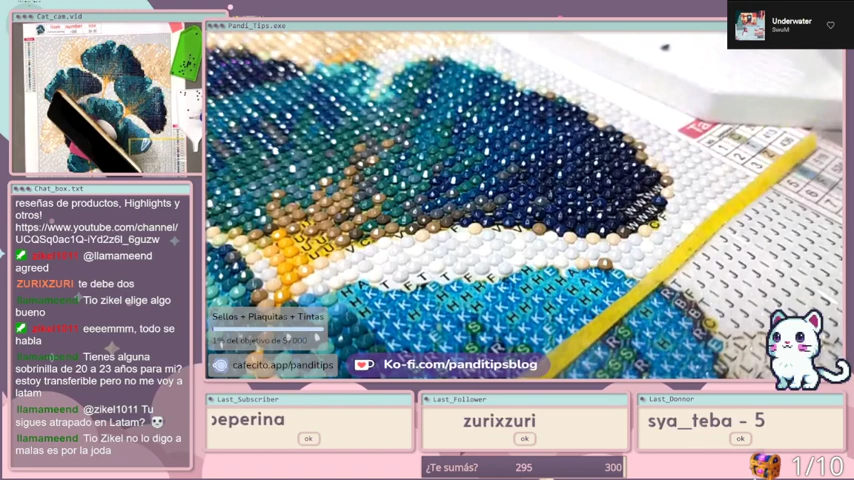 Cat_cam.vid
Pandi_Tips.exe
Underwater
SwuM
Chat_box.txt
reseñas de productos, Highlights y
otros!
https://www.youtube.com/channel/
UCQSq0ac1Q-iYd2z6I_6guzw
zikel1011 @llamameend
agreed
ZURIXZURI te debe dos
llamameend Tio zikel elige algo
bueno
zikel1011 eeeemmm, todo se
habla
llamameend Tienes alguna
sobrinilla de 20 a 23 años para mi?
estoy transferible pero no me voy a
latam
llamameend @zikel1011 Tu
sigues atrapado en Latam? 💀
llamameend Tio Zikel no lo digo a
malas es por la joda
Sellos + Plaquitas + Tintas
1% del objetivo de $7000
cafecito.app/panditips
Ko-fi.com/panditipsblog
Last_Subscriber
peperina
ok
Last_Follower
zurixzuri
ok
Last_Donnor
sya_teba - 5
ok
¿Te sumás? 295 300
1/10